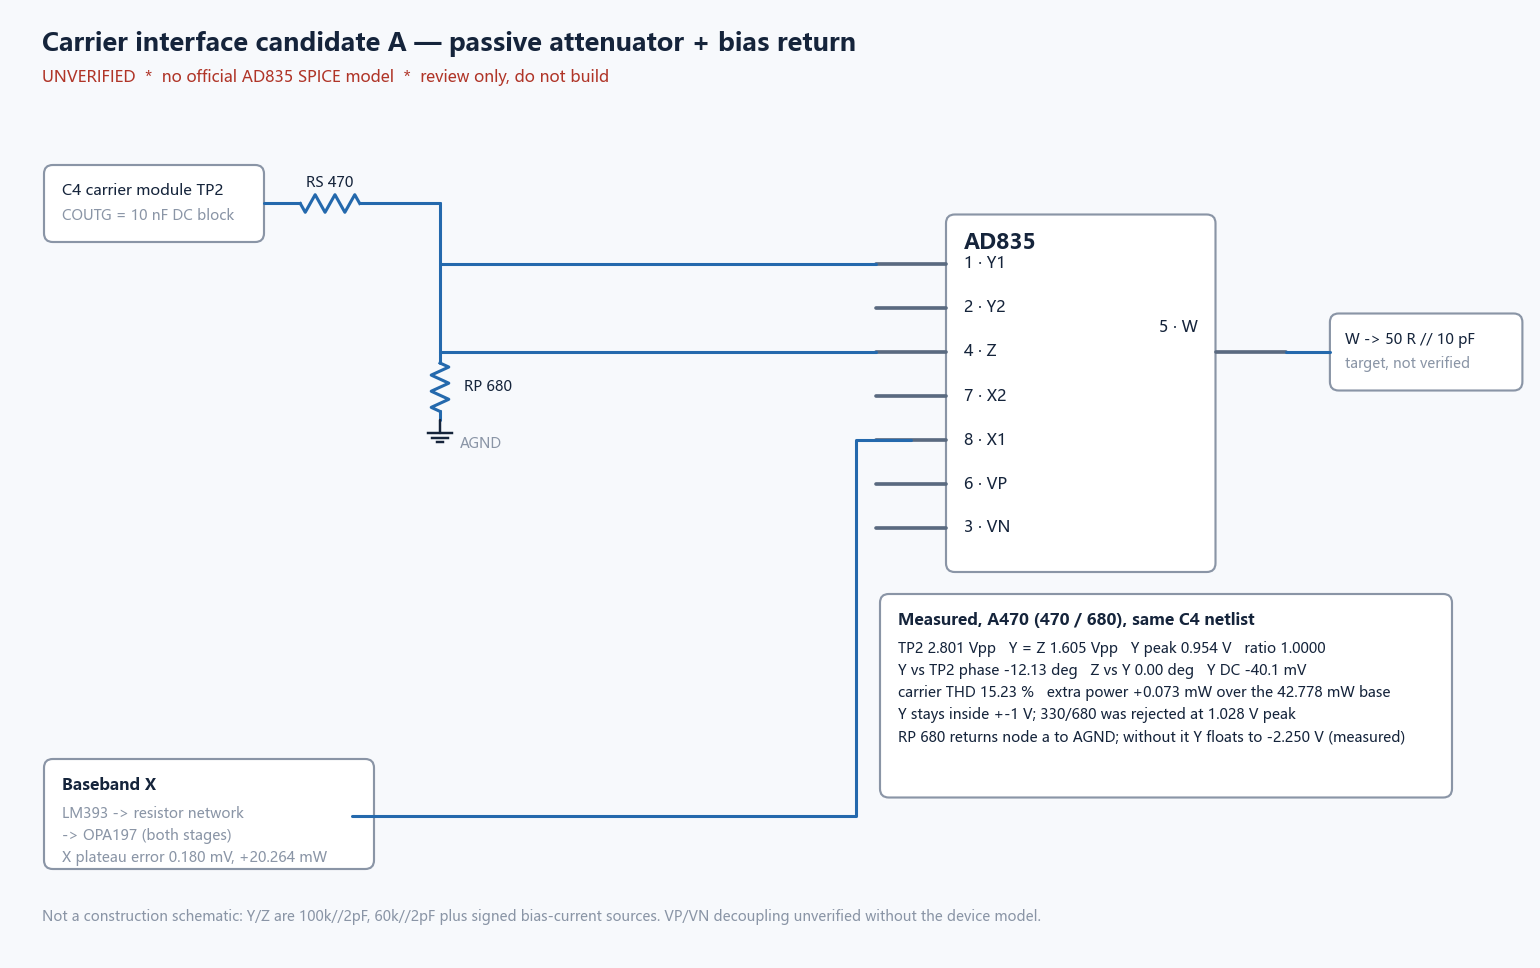 Carrier interface candidate A — passive attenuator + bias return
UNVERIFIED * no official AD835 SPICE model * review only, do not build
C4 carrier module TP2
COUTG = 10 nF DC block
RS 470
RP 680
AGND
AD835
1 · Y1
2 · Y2
4 · Z
7 · X2
8 · X1
6 · VP
3 · VN
5 · W
W -> 50 R // 10 pF
target, not verified
Measured, A470 (470 / 680), same C4 netlist
TP2 2.801 Vpp Y = Z 1.605 Vpp Y peak 0.954 V ratio 1.0000
Y vs TP2 phase -12.13 deg Z vs Y 0.00 deg Y DC -40.1 mV
carrier THD 15.23 % extra power +0.073 mW over the 42.778 mW base
Y stays inside +-1 V; 330/680 was rejected at 1.028 V peak
RP 680 returns node a to AGND; without it Y floats to -2.250 V (measured)
Baseband X
LM393 -> resistor network
-> OPA197 (both stages)
X plateau error 0.180 mV, +20.264 mW
Not a construction schematic: Y/Z are 100k//2pF, 60k//2pF plus signed bias-current sources. VP/VN decoupling unverified without the device model.